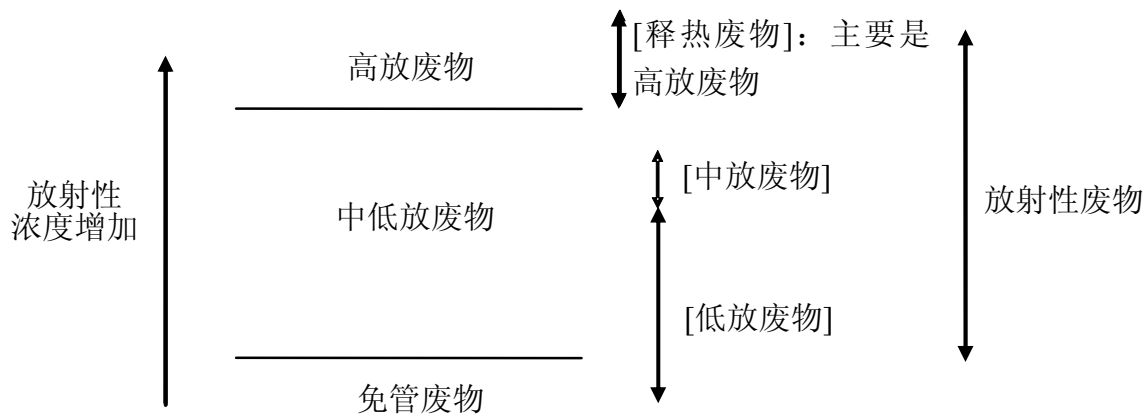 [释热废物]：主要是
高放废物
高放废物
[中放废物]
放射性
浓度增加
中低放废物
放射性废物
[低放废物]
免管废物